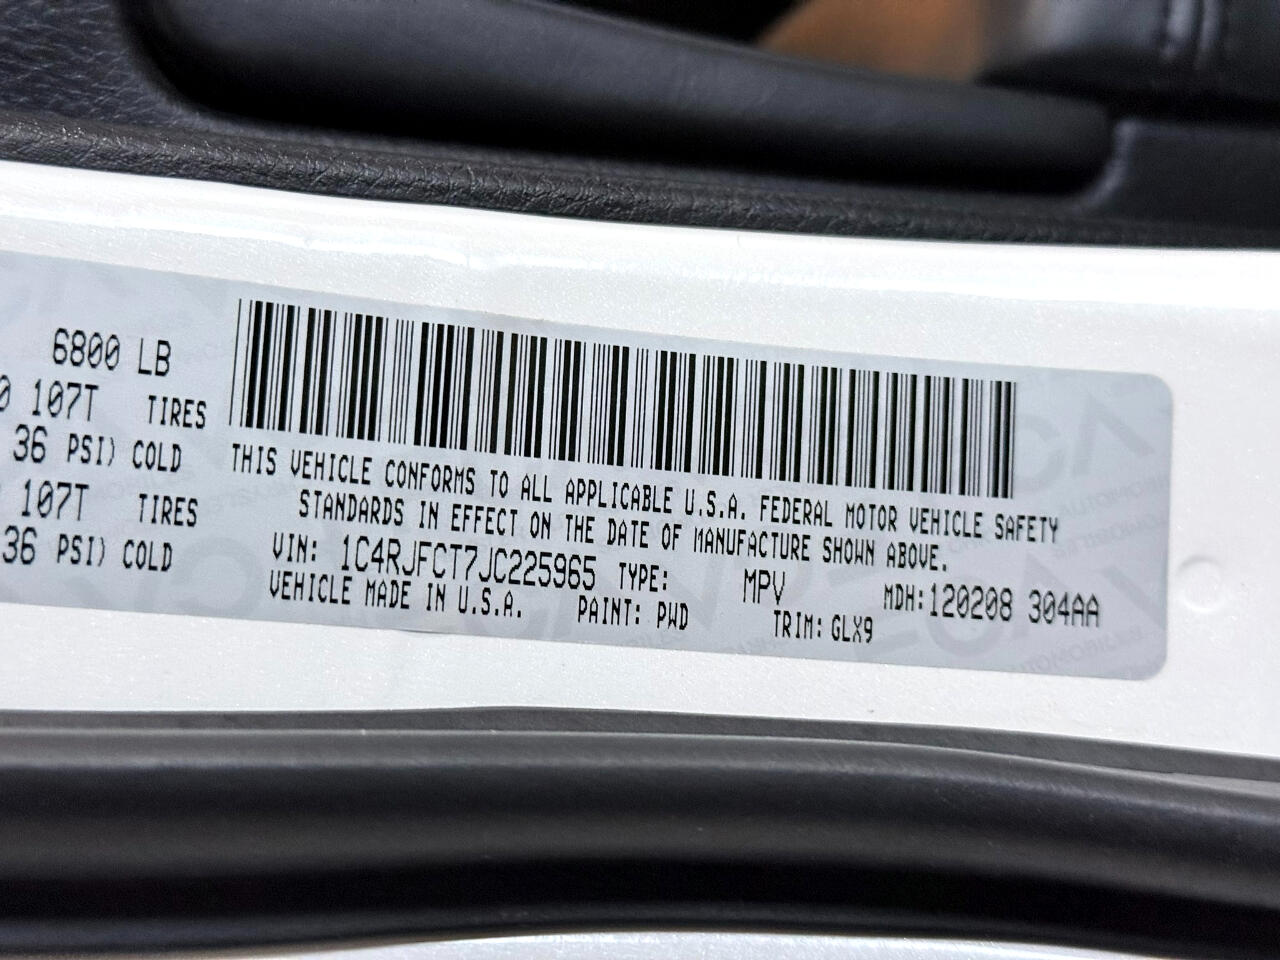 6800 LB
107T TIRES
36 PSI) COLD
107T TIRES
36 PSI) COLD
THIS VEHICLE CONFORMS TO ALL APPLICABLE U.S.A. FEDERAL MOTOR VEHICLE SAFETY
STANDARDS IN EFFECT ON THE DATE OF MANUFACTURE SHOWN ABOVE.
VIN: 1C4RJFCT7JC225965 TYPE: MPV MDH:120208 304AA
VEHICLE MADE IN U.S.A. PAINT: PWD TRIM:GLX9